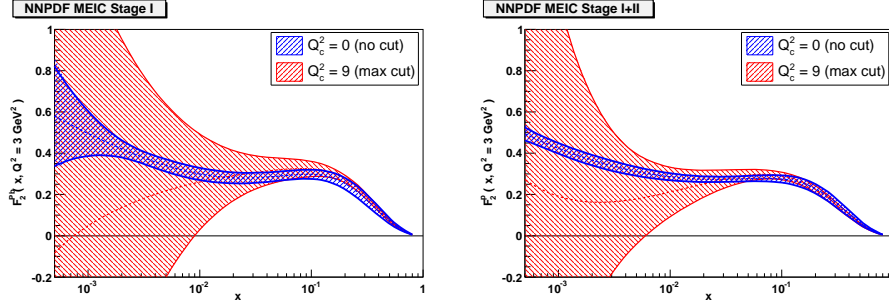 NNPDF MEIC Stage I
F₂^Pb ( x, Q² = 3 GeV² )
1
0.8
0.6
0.4
0.2
0
-0.2
Q²c = 0 (no cut)
Q²c = 9 (max cut)
10⁻³
10⁻²
10⁻¹
1
x
NNPDF MEIC Stage I+II
F₂^p ( x, Q² = 3 GeV² )
1
0.8
0.6
0.4
0.2
0
-0.2
Q²c = 0 (no cut)
Q²c = 9 (max cut)
10⁻³
10⁻²
10⁻¹
x